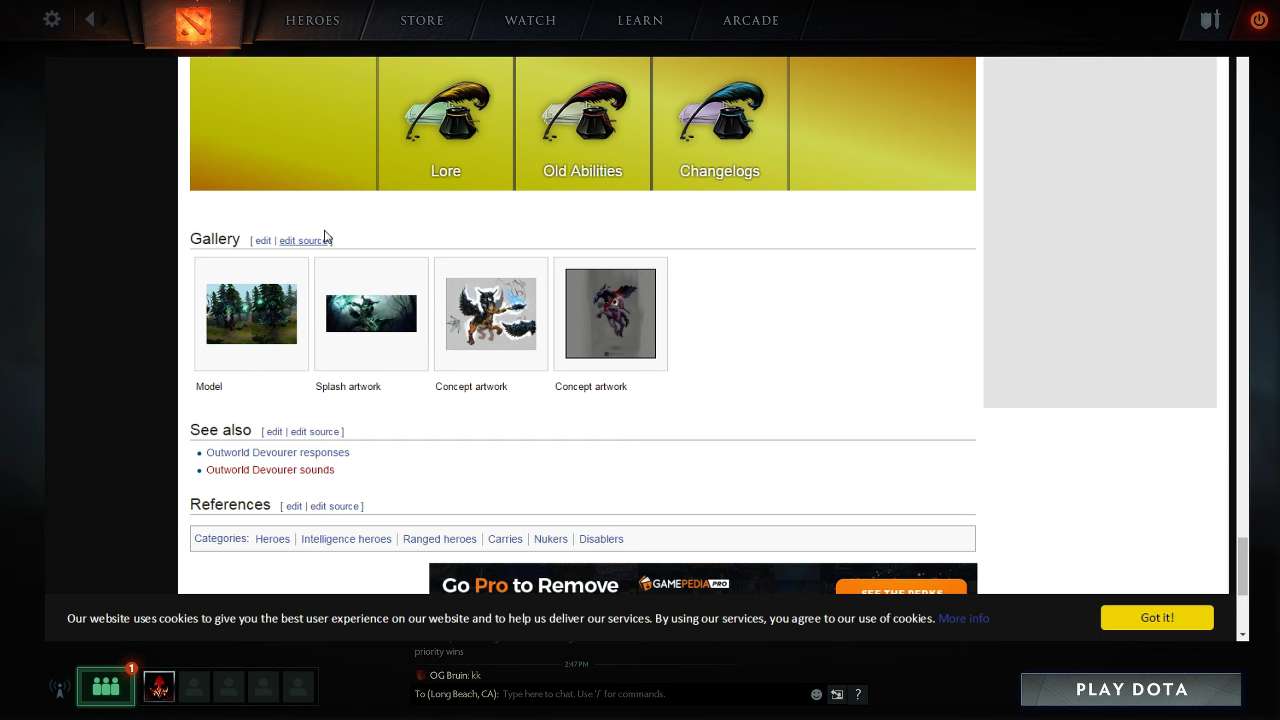 HEROES STORE WATCH LEARN ARCADE
Lore Old Abilities Changelogs
Gallery [ edit | edit source ]
Model Splash artwork Concept artwork Concept artwork
See also [ edit | edit source ]
Outworld Devourer responses
Outworld Devourer sounds
References [ edit | edit source ]
Categories: Heroes | Intelligence heroes | Ranged heroes | Carries | Nukers | Disablers
Go Pro to Remove GAMEPEDIA PRO SEE THE PERKS
Our website uses cookies to give you the best user experience on our website and to help us deliver our services. By using our services, you agree to our use of cookies. More info Got it!
priority wins
2:47 PM
1
OG Bruin: kk
To (Long Beach, CA): Type here to chat. Use '/' for commands. ?
PLAY DOTA